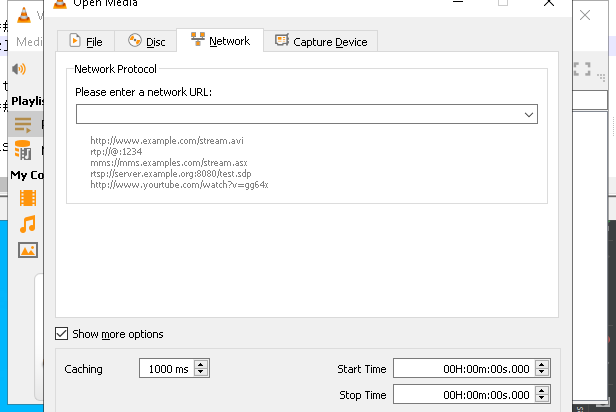 Open Media
Medi
File
Disc
Network
Capture Device
Network Protocol
Please enter a network URL:
Playlis
http://www.example.com/stream.avi
rtp://@:1234
mms://mms.examples.com/stream.asx
rtsp://server.example.org:8080/test.sdp
http://www.yourtube.com/watch?v=gg64x
My Co
Show more options
Caching
1000 ms
Start Time
00H:00m:00s.000
Stop Time
00H:00m:00s.000